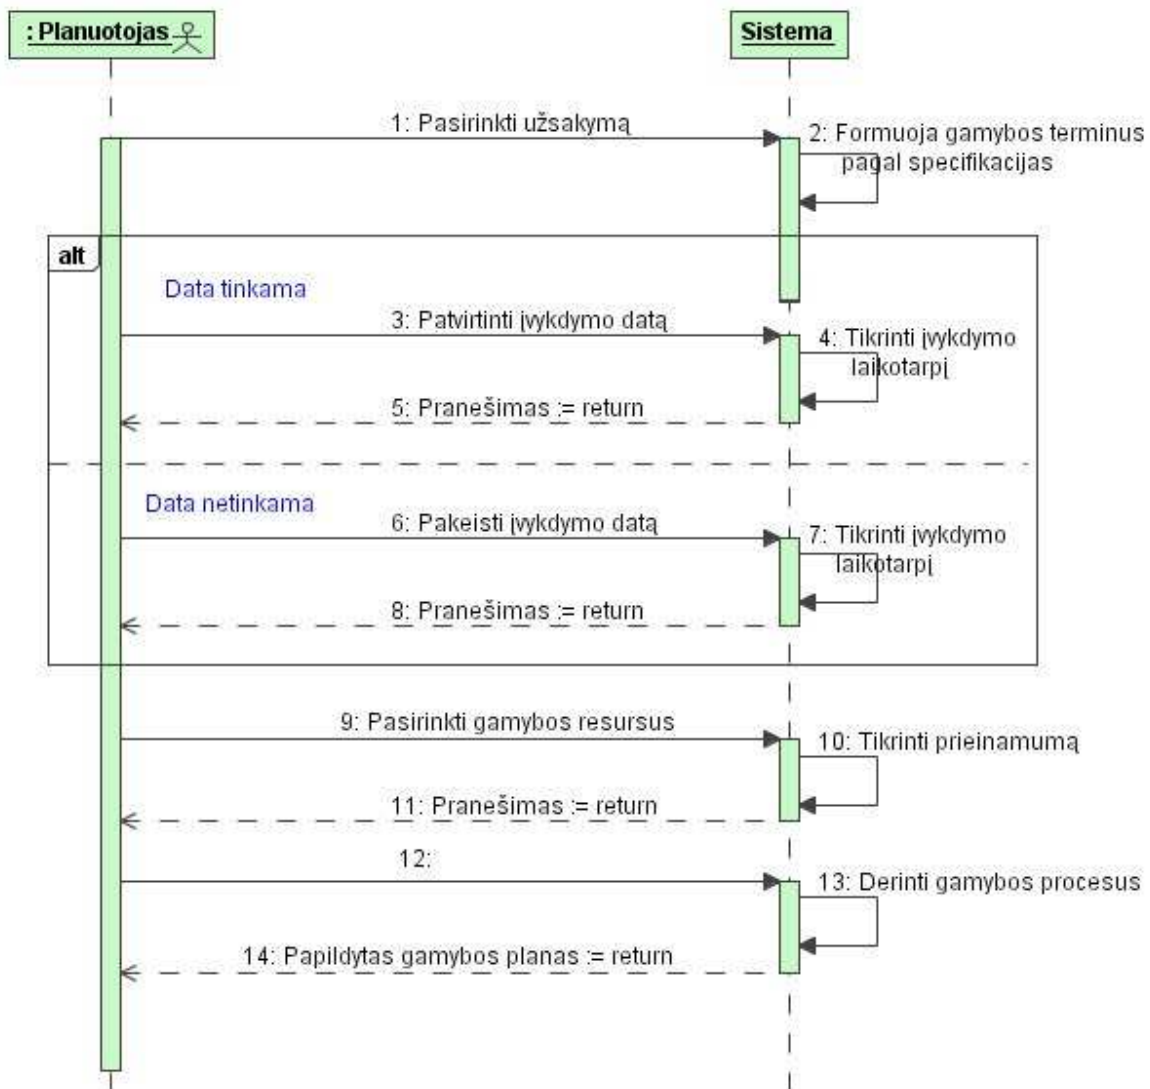 : Planuotojas
Sistema
1: Pasirinkti užsakymą
2: Formuoja gamybos terminus
pagal specifikacijas
alt
Data tinkama
3: Patvirtinti įvykdymo datą
4: Tikrinti įvykdymo
laikotarpį
5: Pranešimas := return
Data netinkama
6: Pakeisti įvykdymo datą
7: Tikrinti įvykdymo
laikotarpį
8: Pranešimas := return
9: Pasirinkti gamybos resursus
10: Tikrinti prieinamumą
11: Pranešimas := return
12:
13: Derinti gamybos procesus
14: Papildytas gamybos planas := return